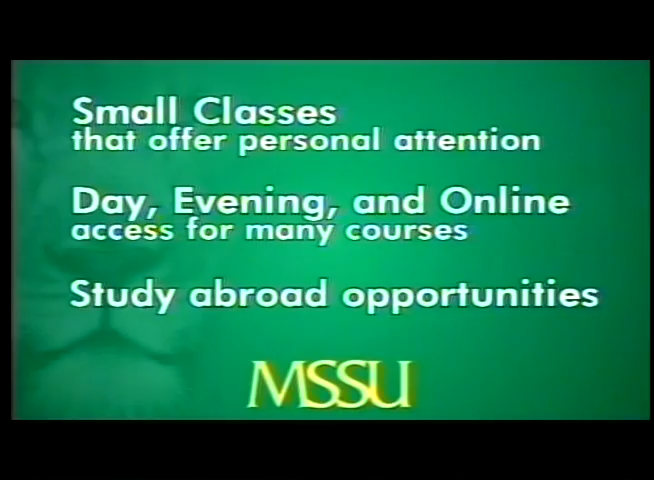 Small Classes
that offer personal attention
Day, Evening, and Online
access for many courses
Study abroad opportunities
MSSU